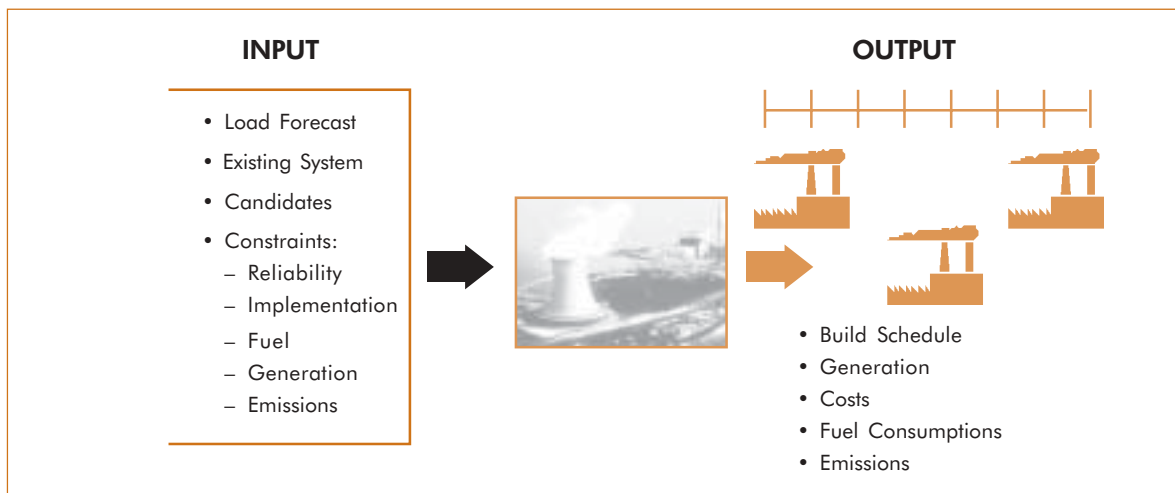 INPUT
• Load Forecast
• Existing System
• Candidates
• Constraints:
– Reliability
– Implementation
– Fuel
– Generation
– Emissions
OUTPUT
• Build Schedule
• Generation
• Costs
• Fuel Consumptions
• Emissions